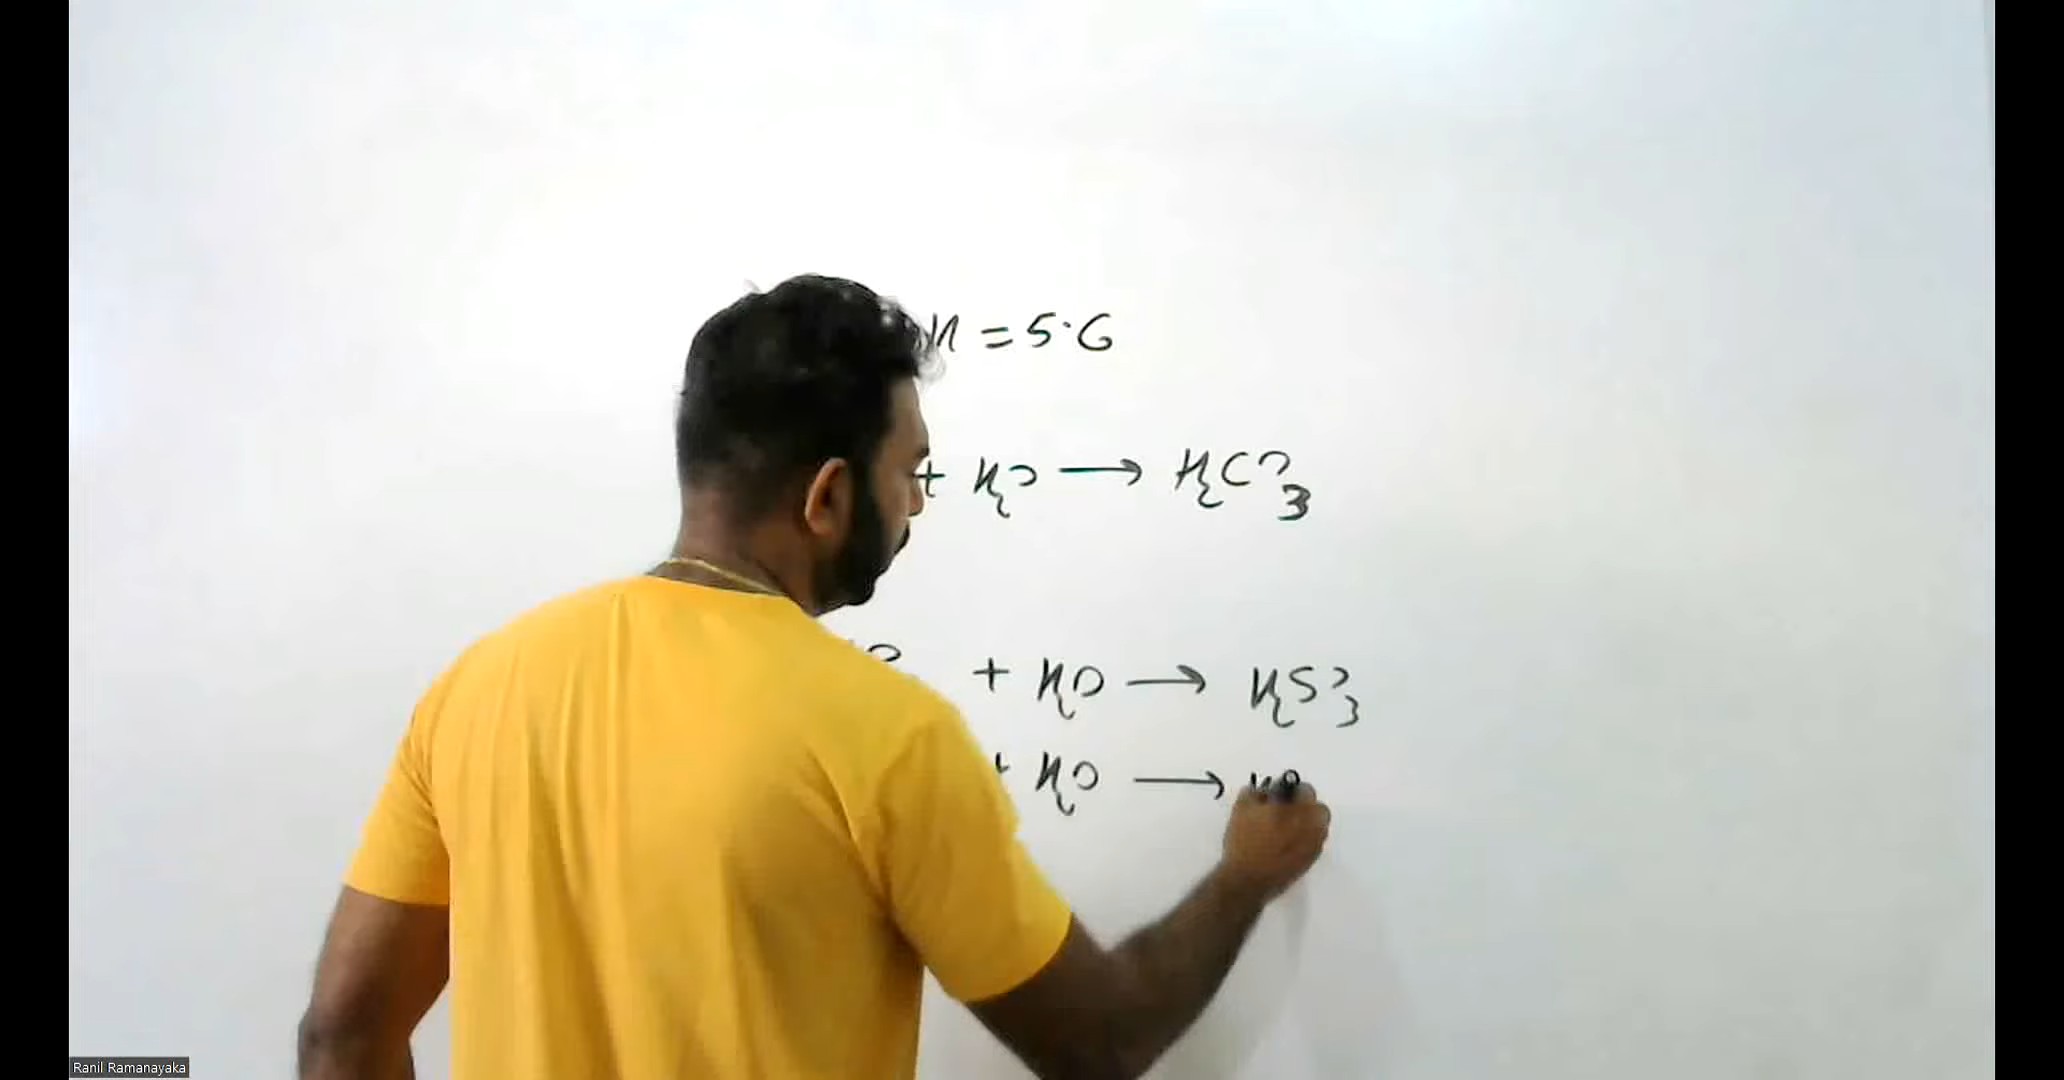 H = 5.6
+ H₂O → H₂CO₃
+ H₂O → H₂SO₃
+ H₂O →
Ranil Ramanayaka